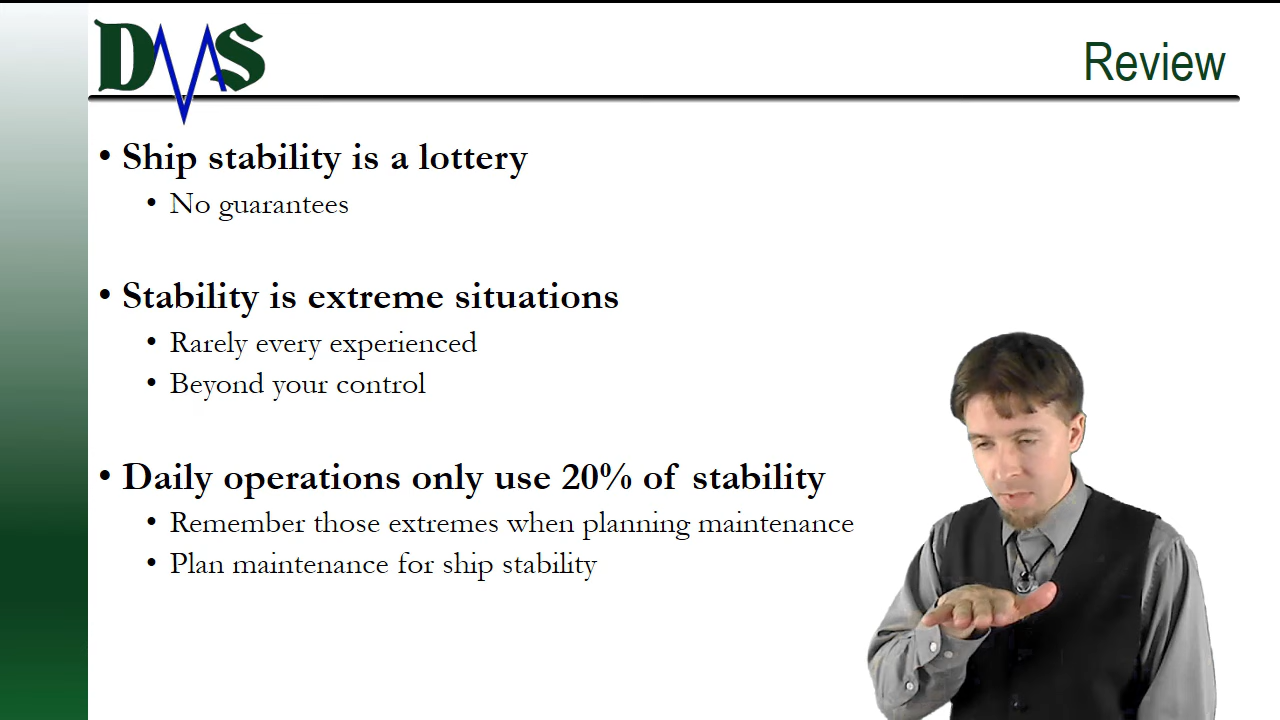 DMS
Review
• Ship stability is a lottery
• No guarantees
• Stability is extreme situations
• Rarely every experienced
• Beyond your control
• Daily operations only use 20% of stability
• Remember those extremes when planning maintenance
• Plan maintenance for ship stability